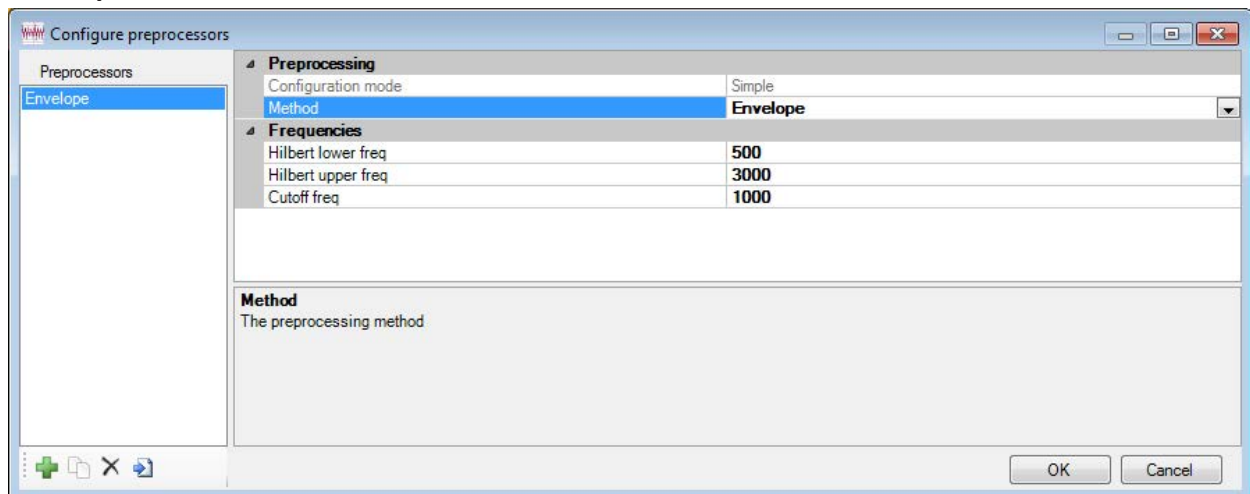 Configure preprocessors
Preprocessors
Envelope
Preprocessing
Configuration mode Simple
Method Envelope
Frequencies
Hilbert lower freq 500
Hilbert upper freq 3000
Cutoff freq 1000
Method
The preprocessing method
OK Cancel